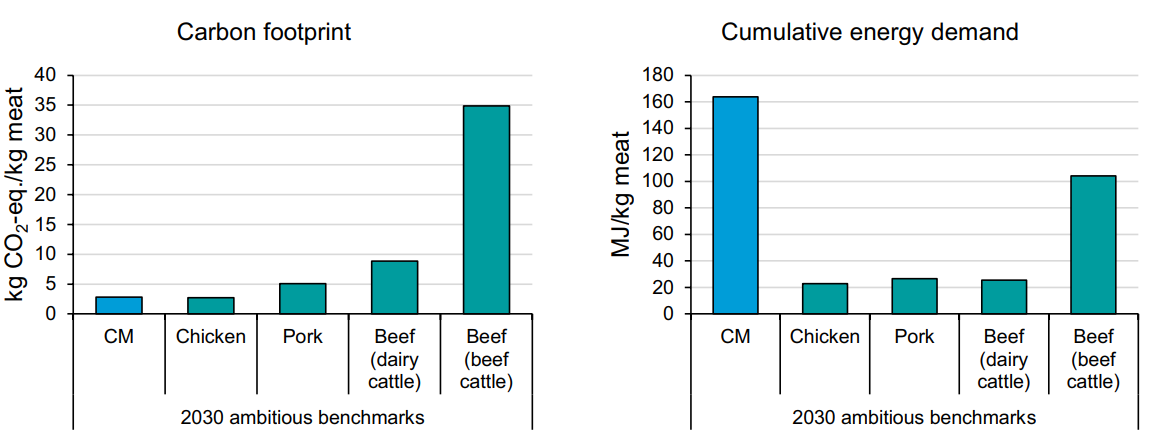 Carbon footprint
kg CO₂-eq./kg meat
40
35
30
25
20
15
10
5
0
CM
Chicken
Pork
Beef
(dairy
cattle)
Beef
(beef
cattle)
2030 ambitious benchmarks
Cumulative energy demand
MJ/kg meat
180
160
140
120
100
80
60
40
20
0
CM
Chicken
Pork
Beef
(dairy
cattle)
Beef
(beef
cattle)
2030 ambitious benchmarks